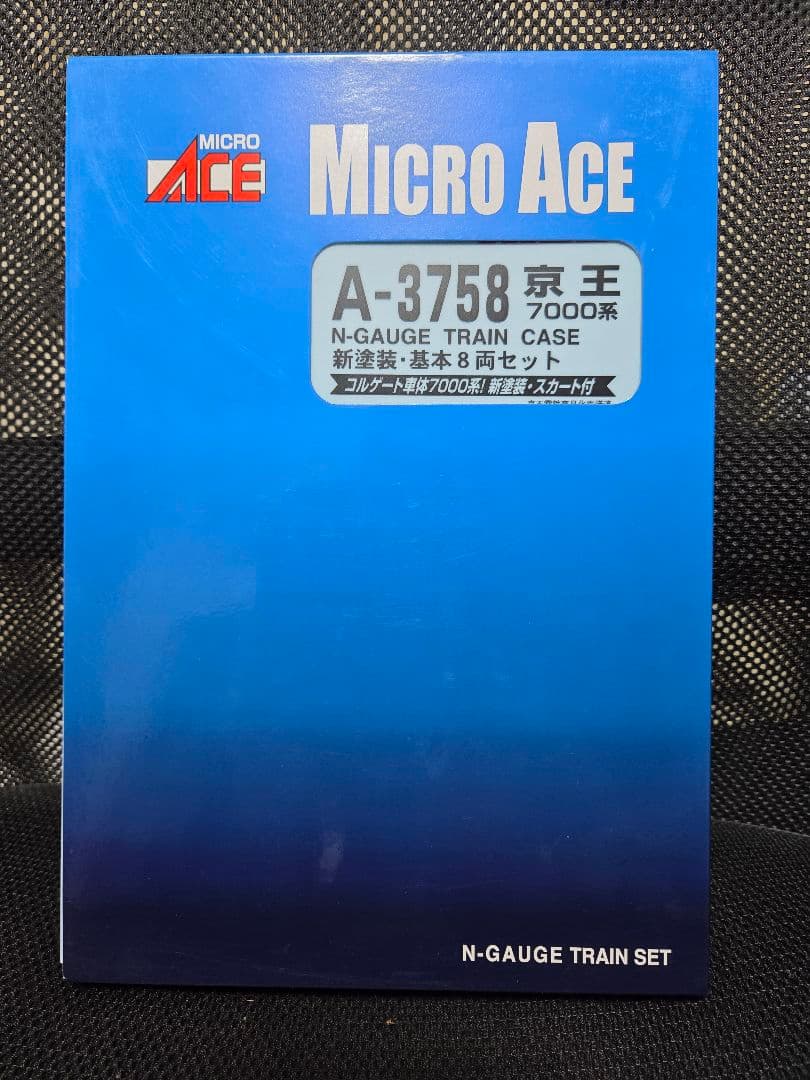 MICRO
ACE
MICRO ACE
A-3758 京王
7000系
N-GAUGE TRAIN CASE
新塗装・基本8両セット
コルゲート車体7000系!新塗装・スカート付
N-GAUGE TRAIN SET